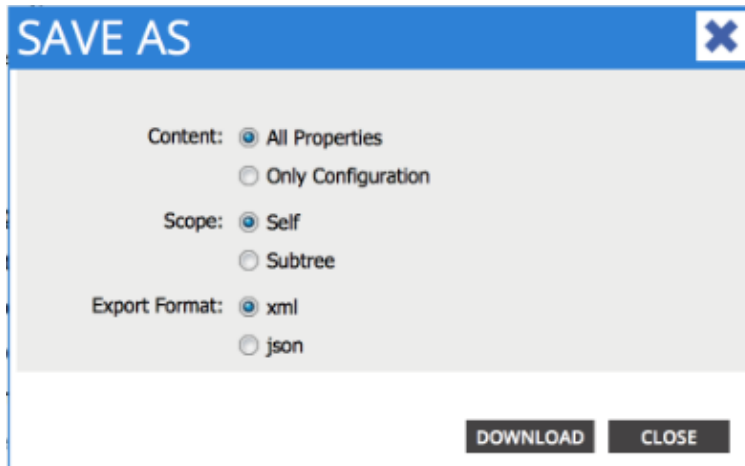 SAVE AS
Content: All Properties
Only Configuration
Scope: Self
Subtree
Export Format: xml
json
DOWNLOAD CLOSE